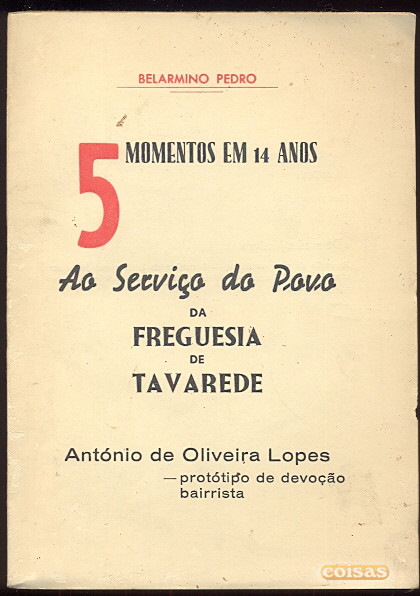 BELARMINO PEDRO
5 MOMENTOS EM 14 ANOS
Ao Serviço do Povo
DA
FREGUESIA
DE
TAVAREDE
António de Oliveira Lopes
—protótipo de devoção
bairrista
coisas